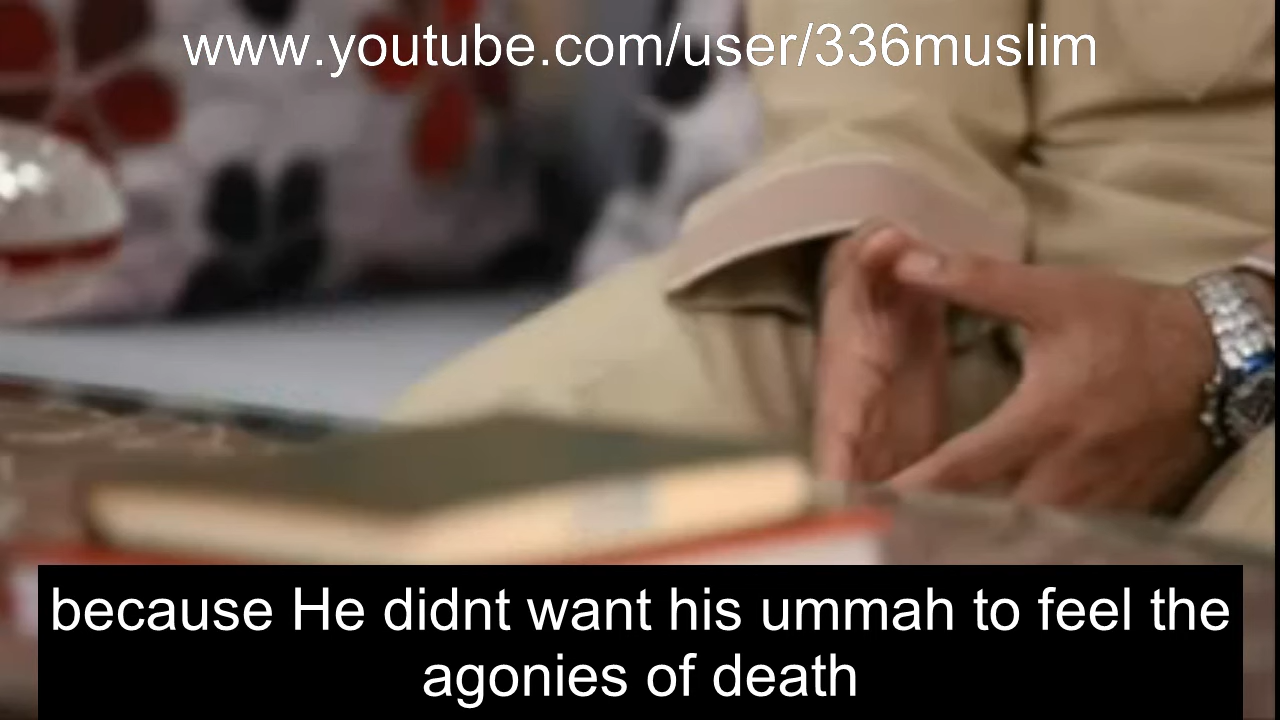 www.youtube.com/user/336muslim
because He didnt want his ummah to feel the
agonies of death